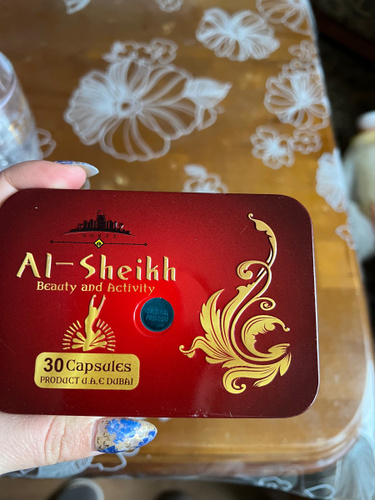 Al-Sheikh
Beauty and Activity
30 Capsules
PRODUCT U.A.E DUBAI